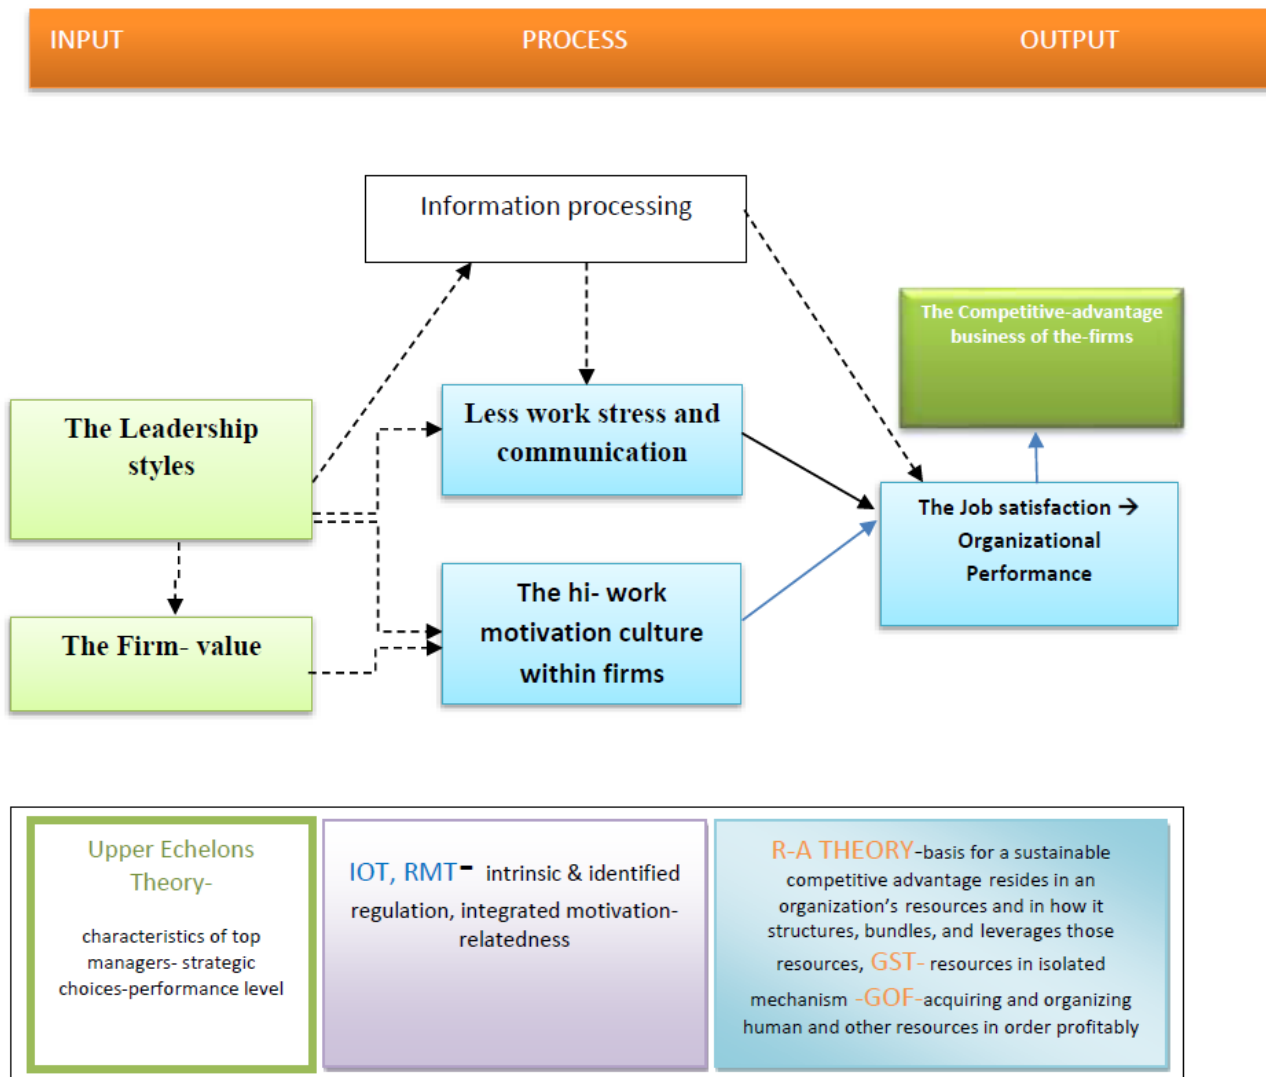 INPUT PROCESS OUTPUT
Information processing
The Competitive-advantage
business of the-firms
The Leadership
styles
Less work stress and
communication
The Job satisfaction →
Organizational
Performance
The Firm- value
The hi- work
motivation culture
within firms
Upper Echelons
Theory-
characteristics of top
managers- strategic
choices-performance level
IOT, RMT- intrinsic & identified
regulation, integrated motivation-
relatedness
R-A THEORY-basis for a sustainable
competitive advantage resides in an
organization's resources and in how it
structures, bundles, and leverages those
resources, GST- resources in isolated
mechanism -GOF-acquiring and organizing
human and other resources in order profitably